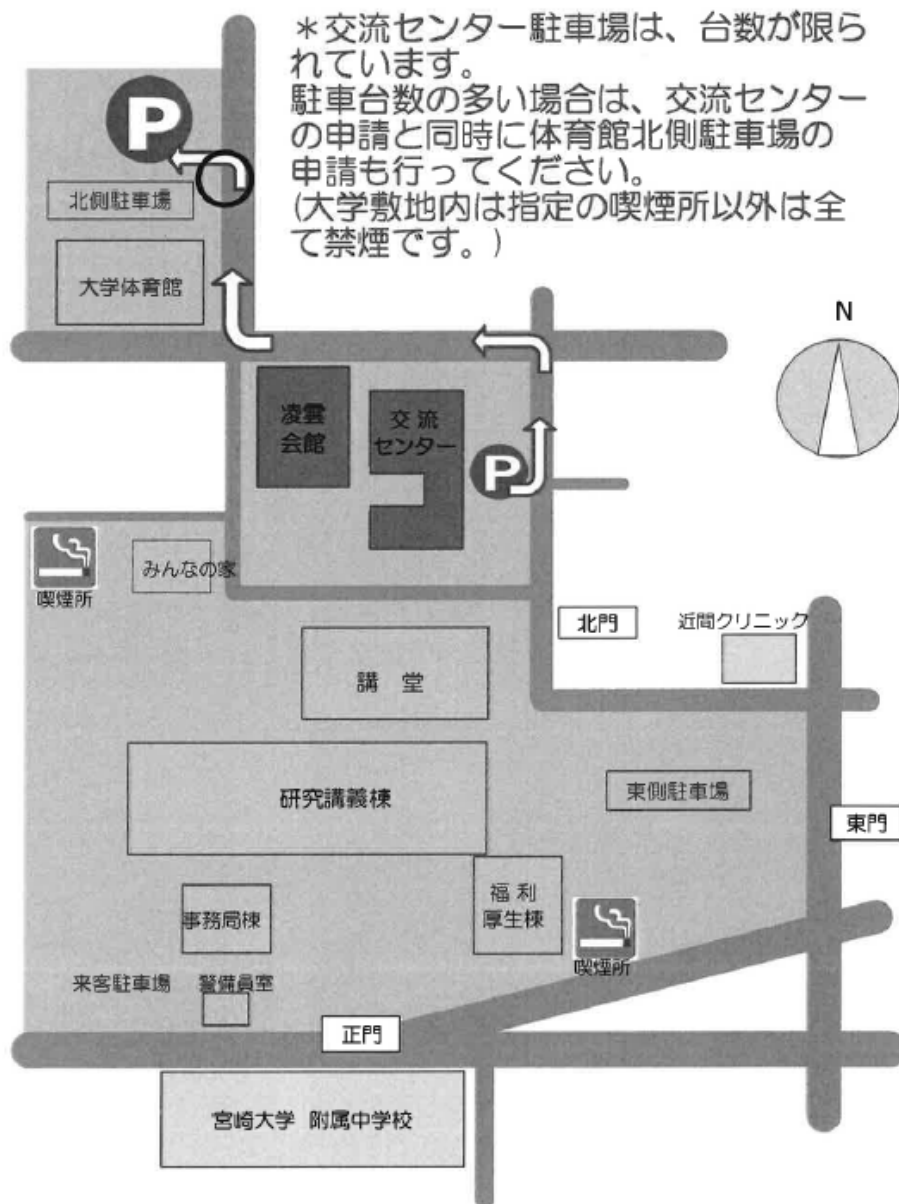 *交流センター駐車場は、台数が限ら
れています。
駐車台数の多い場合は、交流センター
の申請と同時に体育館北側駐車場の
申請も行ってください。
(大学敷地内は指定の喫煙所以外は全
て禁煙です。)
P
北側駐車場
大学体育館
N
凌雲
会館
交流
センター
P
喫煙所
みんなの家
北門
近間クリニック
講 堂
研究講義棟
東側駐車場
東門
福利
厚生棟
事務局棟
喫煙所
来客駐車場
警備員室
正門
宮崎大学 附属中学校